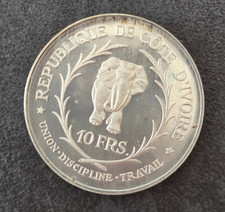 REPUBLIQUE DE COTE D'IVOIRE
10 FRS
UNION · DISCIPLINE · TRAVAIL